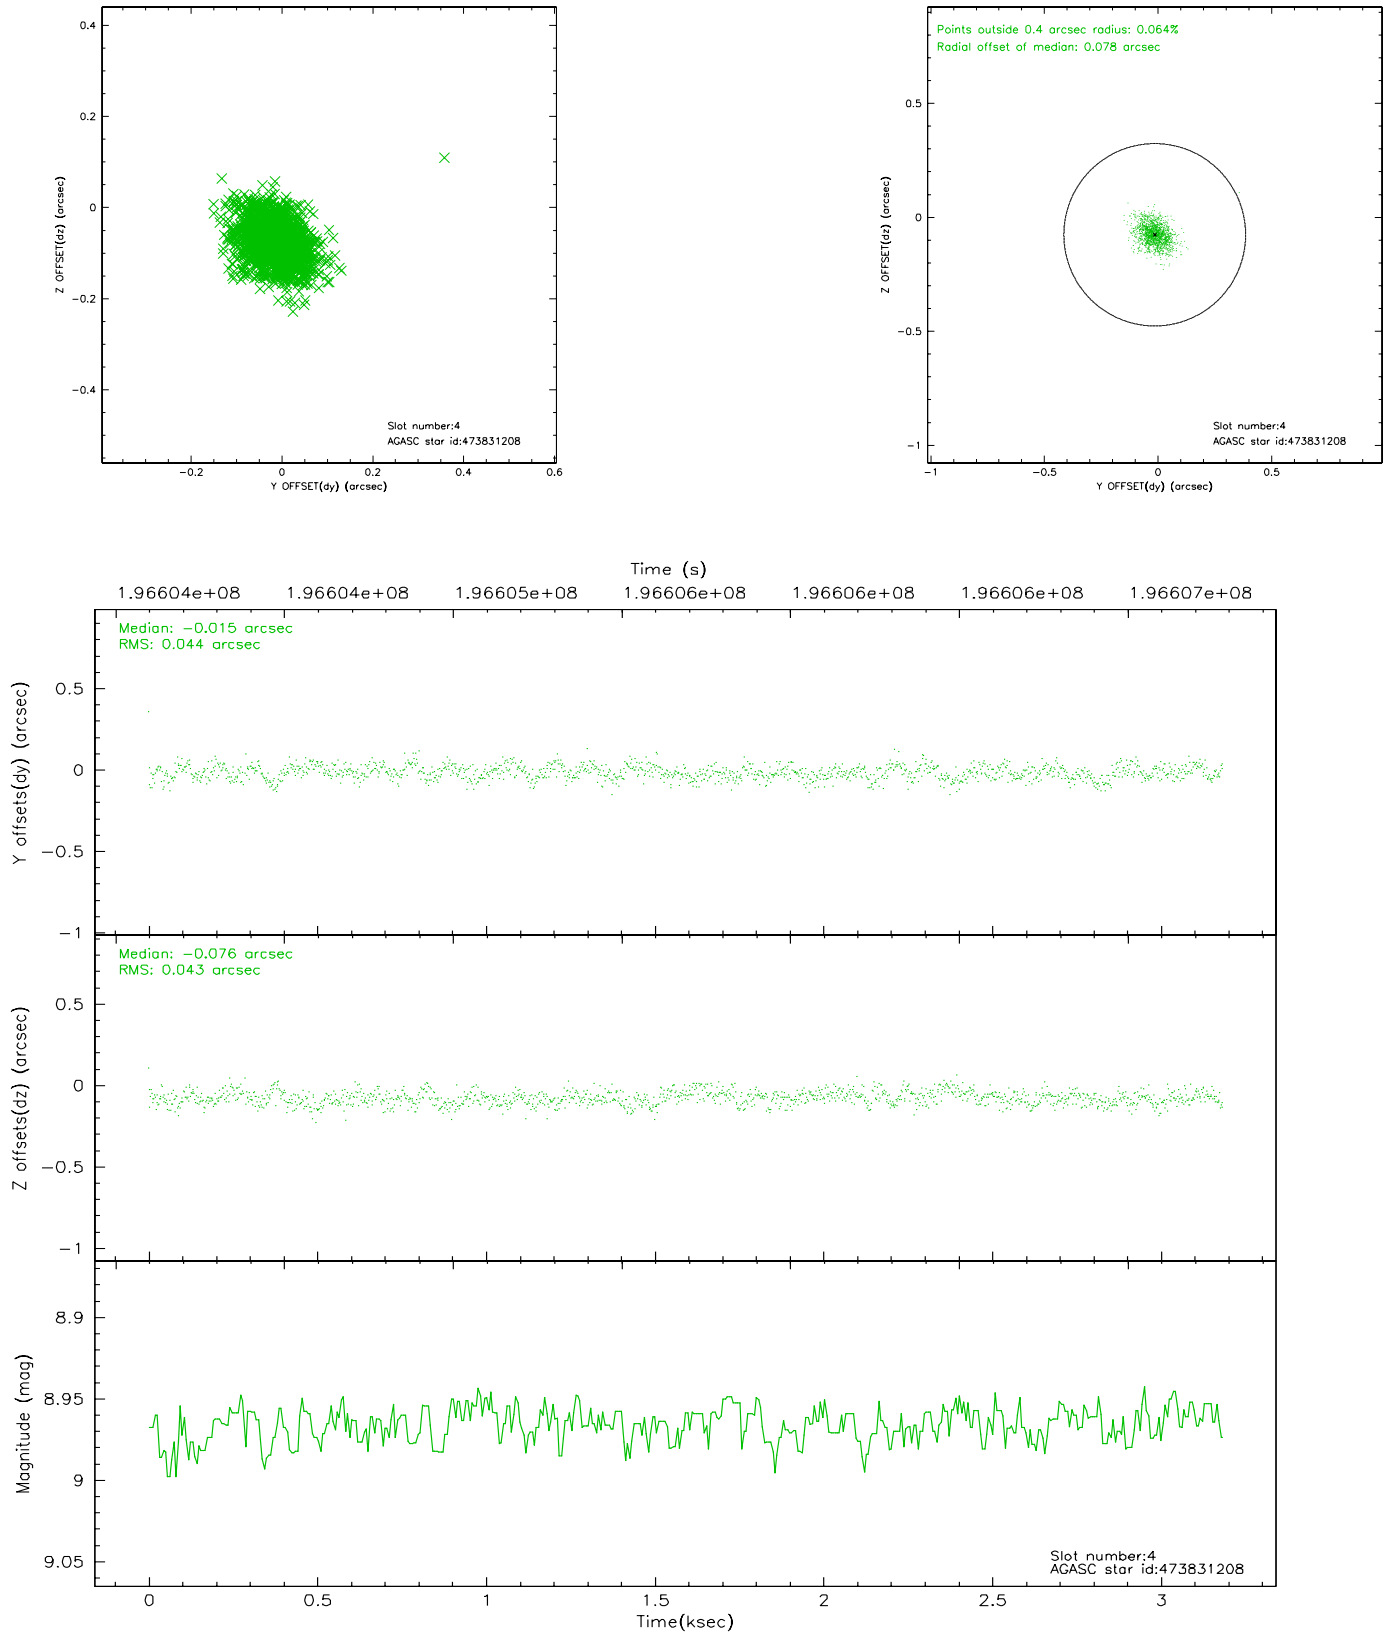 0.4
0.2
0
−0.2
−0.4
Z OFFSET(dz) (arcsec)
Slot number:4
AGASC star id:473831208
−0.2 0 0.2 0.4 0.6
Y OFFSET(dy) (arcsec)
Points outside 0.4 arcsec radius: 0.064%
Radial offset of median: 0.078 arcsec
0.5
0
−0.5
−1
Z OFFSET(dz) (arcsec)
Slot number:4
AGASC star id:473831208
−1 −0.5 0 0.5
Y OFFSET(dy) (arcsec)
Time (s)
1.96604e+08 1.96604e+08 1.96605e+08 1.96606e+08 1.96606e+08 1.96606e+08 1.96607e+08
Median: −0.015 arcsec
RMS: 0.044 arcsec
0.5
0
−0.5
−1
Y offsets(dy) (arcsec)
Median: −0.076 arcsec
RMS: 0.043 arcsec
0.5
0
−0.5
−1
Z offsets(dz) (arcsec)
8.9
8.95
9
9.05
Magnitude (mag)
Slot number:4
AGASC star id:473831208
0 0.5 1 1.5 2 2.5 3
Time(ksec)